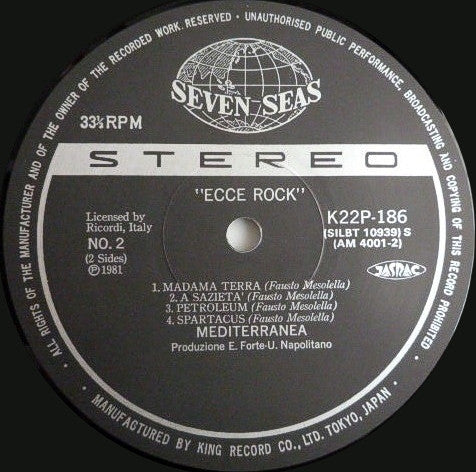 ALL RIGHTS OF THE MANUFACTURER AND OF THE OWNER OF THE RECORDED WORK RESERVED · UNAUTHORISED PUBLIC PERFORMANCE, BROADCASTING AND COPYING OF THIS RECORD PROHIBITED
SEVEN SEAS
33⅓ RPM
STEREO
"ECCE ROCK"
Licensed by
Ricordi, Italy
NO. 2
(2 Sides)
Ⓟ1981
K22P-186
(SILBT 10939) S
(AM 4001-2)
JASRAC
1. MADAMA TERRA (Fausto Mesolella)
2. A SAZIETA' (Fausto Mesolella)
3. PETROLEUM (Fausto Mesolella)
4. SPARTACUS (Fausto Mesolella)
MEDITERRANEA
Produzione E. Forte-U. Napolitano
· MANUFACTURED BY KING RECORD CO., LTD. TOKYO, JAPAN ·